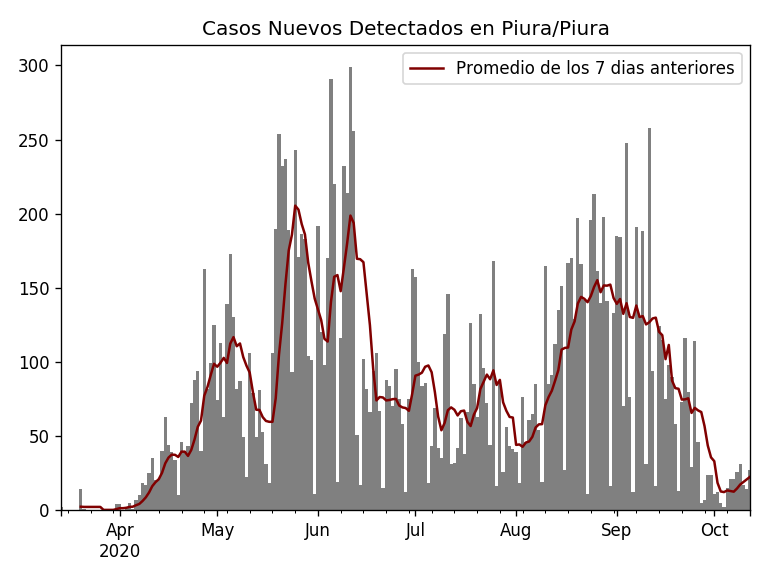 Casos Nuevos Detectados en Piura/Piura
Promedio de los 7 dias anteriores
300
250
200
150
100
50
0
Apr May Jun Jul Aug Sep Oct
2020